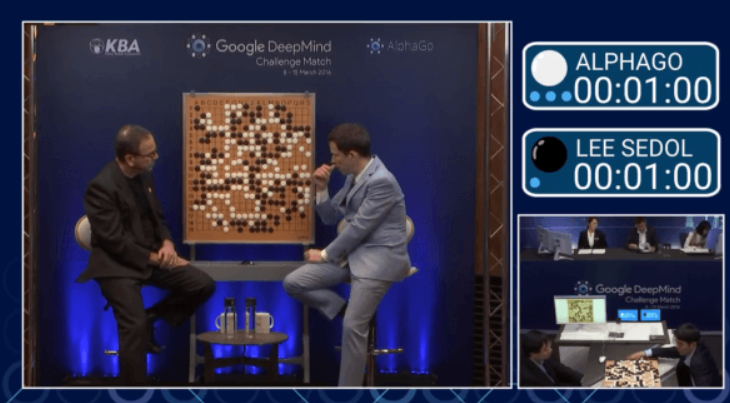 KBA
Google DeepMind
Challenge Match
8 - 15 March 2016
AlphaGo
ALPHAGO
00:01:00
LEE SEDOL
00:01:00
Google DeepMind
Challenge Match